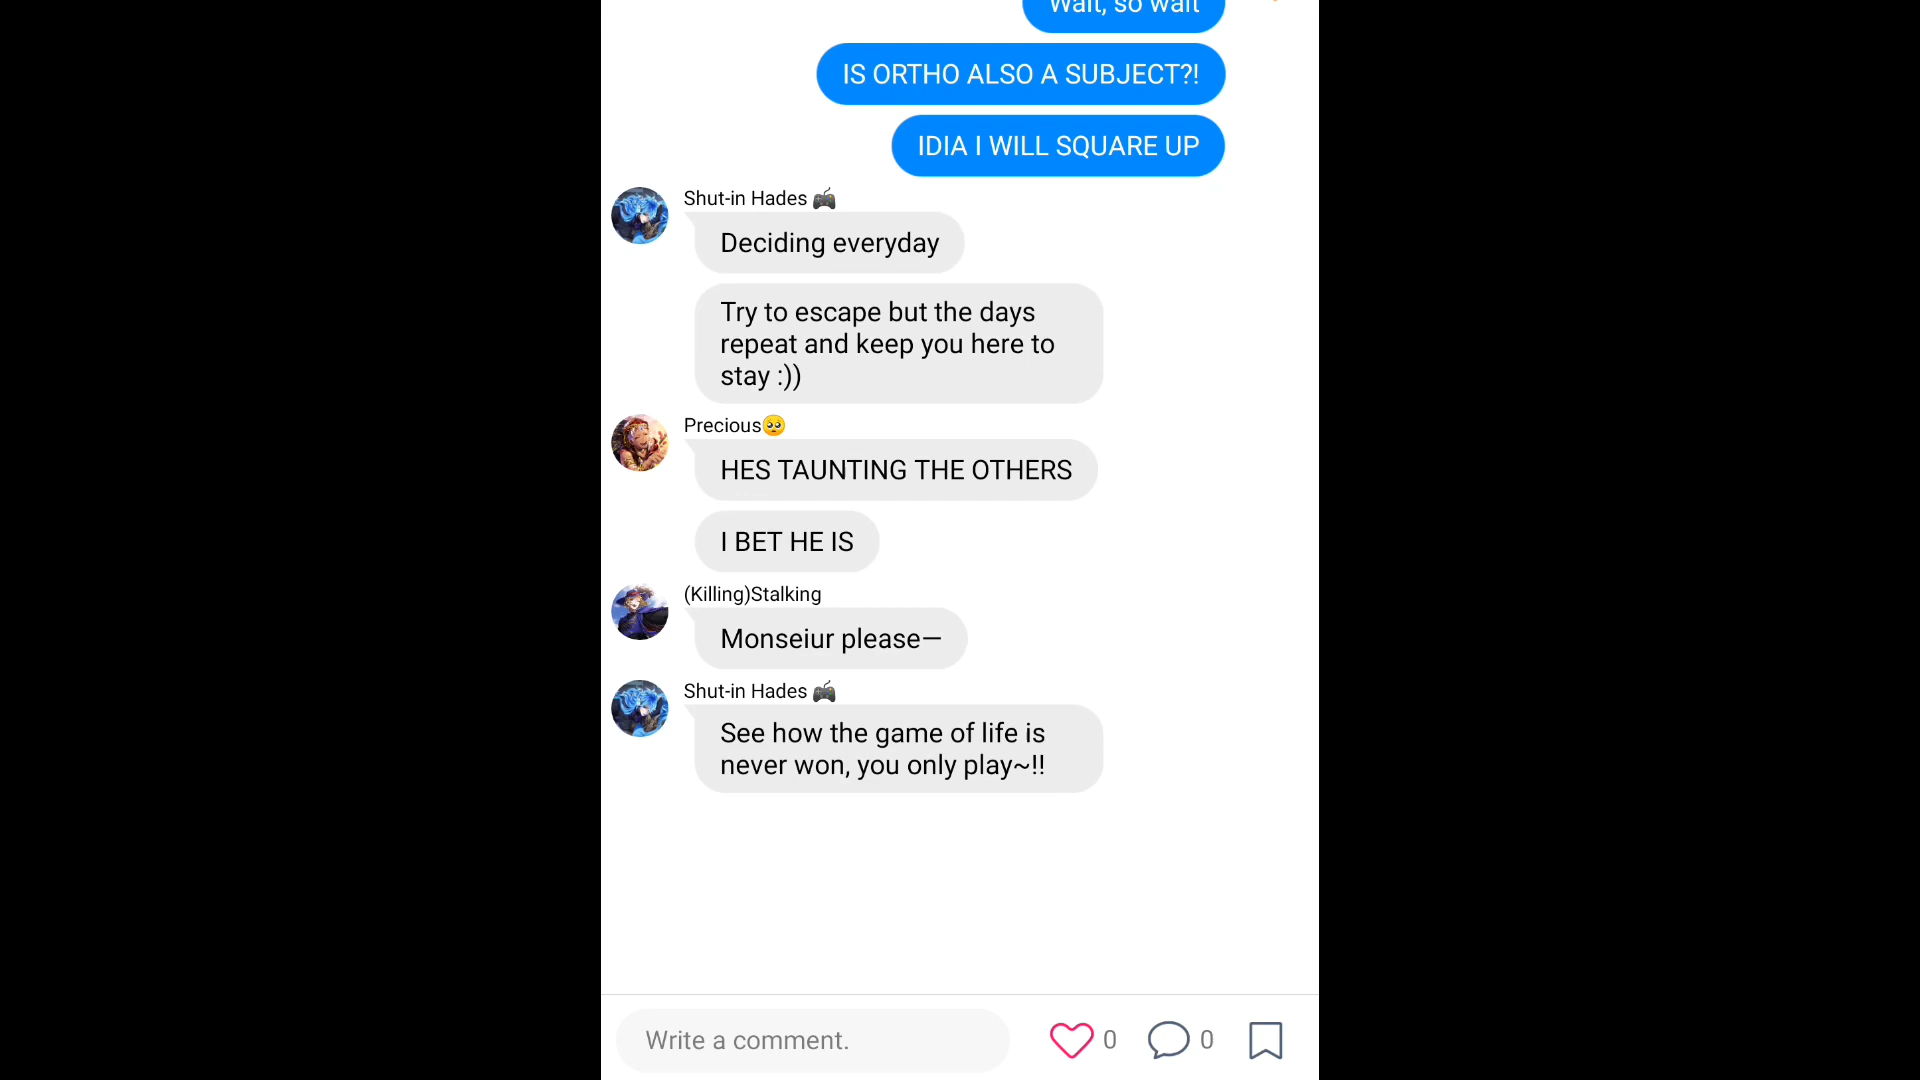 Wait, so wait
IS ORTHO ALSO A SUBJECT?!
IDIA I WILL SQUARE UP
Shut-in Hades 🎮
Deciding everyday
Try to escape but the days
repeat and keep you here to
stay :))
Precious🥺
HES TAUNTING THE OTHERS
I BET HE IS
(Killing)Stalking
Monseiur please—
Shut-in Hades 🎮
See how the game of life is
never won, you only play~!!
Write a comment.
0
0